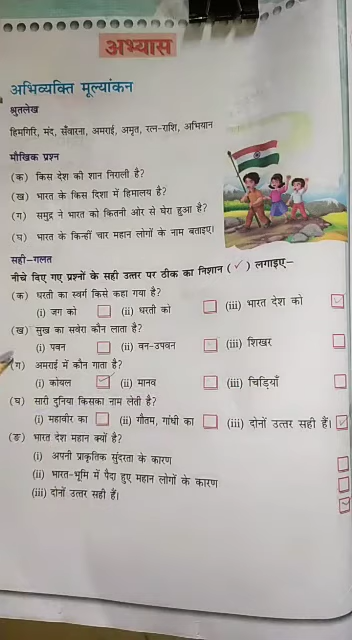 अभ्यास
अभिव्यक्ति मूल्यांकन
श्रुतलेख
हिमगिरि, मंद, सँवारना, अमराई, अमृत, रत्न-राशि, अभियान
मौखिक प्रश्न
(क) किस देश की शान निराली है?
(ख) भारत के किस दिशा में हिमालय है?
(ग) समुद्र ने भारत को कितनी ओर से घेरा हुआ है?
(घ) भारत के किन्हीं चार महान लोगों के नाम बताइए।
सही-गलत
नीचे दिए गए प्रश्नों के सही उत्तर पर ठीक का निशान (✓) लगाइए–
(क) धरती का स्वर्ग किसे कहा गया है?
(i) जग को (ii) धरती को (iii) भारत देश को ✓
(ख) सुख का सवेरा कौन लाता है?
(i) पवन (ii) वन-उपवन (iii) शिखर
(ग) अमराई में कौन गाता है?
(i) कोयल ✓ (ii) मानव (iii) चिड़ियाँ
(घ) सारी दुनिया किसका नाम लेती है?
(i) महावीर का (ii) गौतम, गांधी का (iii) दोनों उत्तर सही हैं। ✓
(ङ) भारत देश महान क्यों है?
(i) अपनी प्राकृतिक सुंदरता के कारण
(ii) भारत-भूमि में पैदा हुए महान लोगों के कारण
(iii) दोनों उत्तर सही हैं। ✓